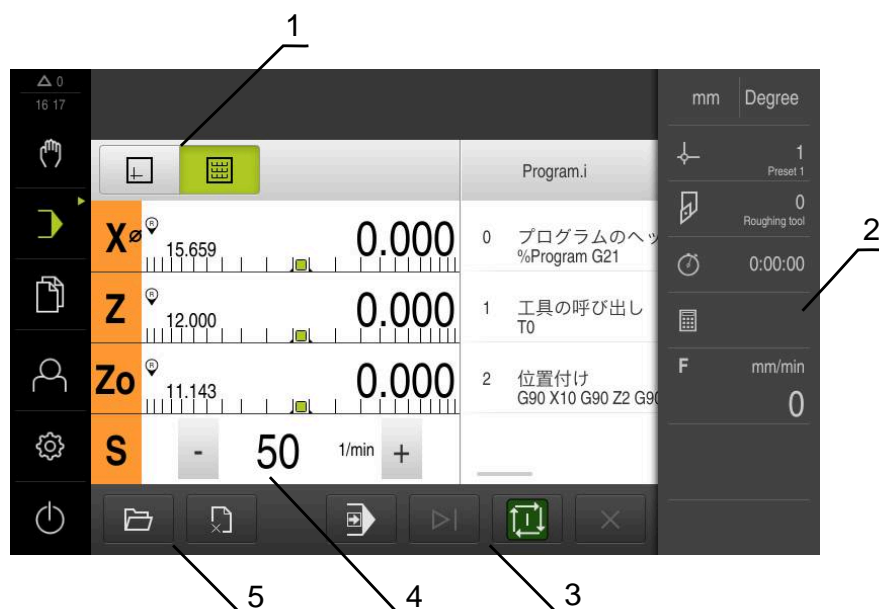 1
0
16 17
mm Degree
Program.i
1
Preset 1
0
Roughing tool
2
X⌀ R 15.659 0.000
0 プログラムのヘッ
%Program G21
0:00:00
Z R 12.000 0.000
1 工具の呼び出し
T0
Zo R 11.143 0.000
2 位置付け
G90 X10 G90 Z2 G90
F mm/min
0
S - 50 1/min +
5
4
3